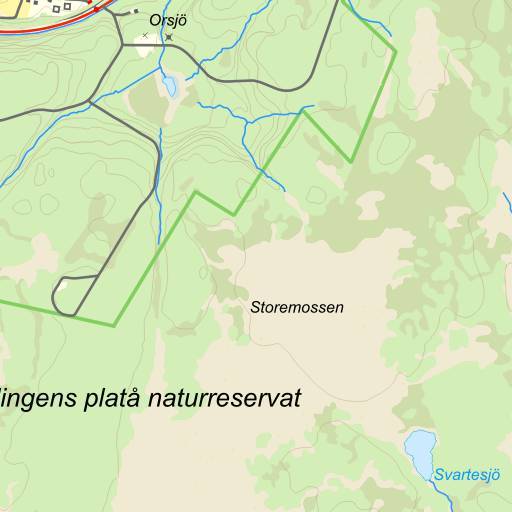 Orsjö
Storemossen
lingens platå naturreservat
Svartesjö